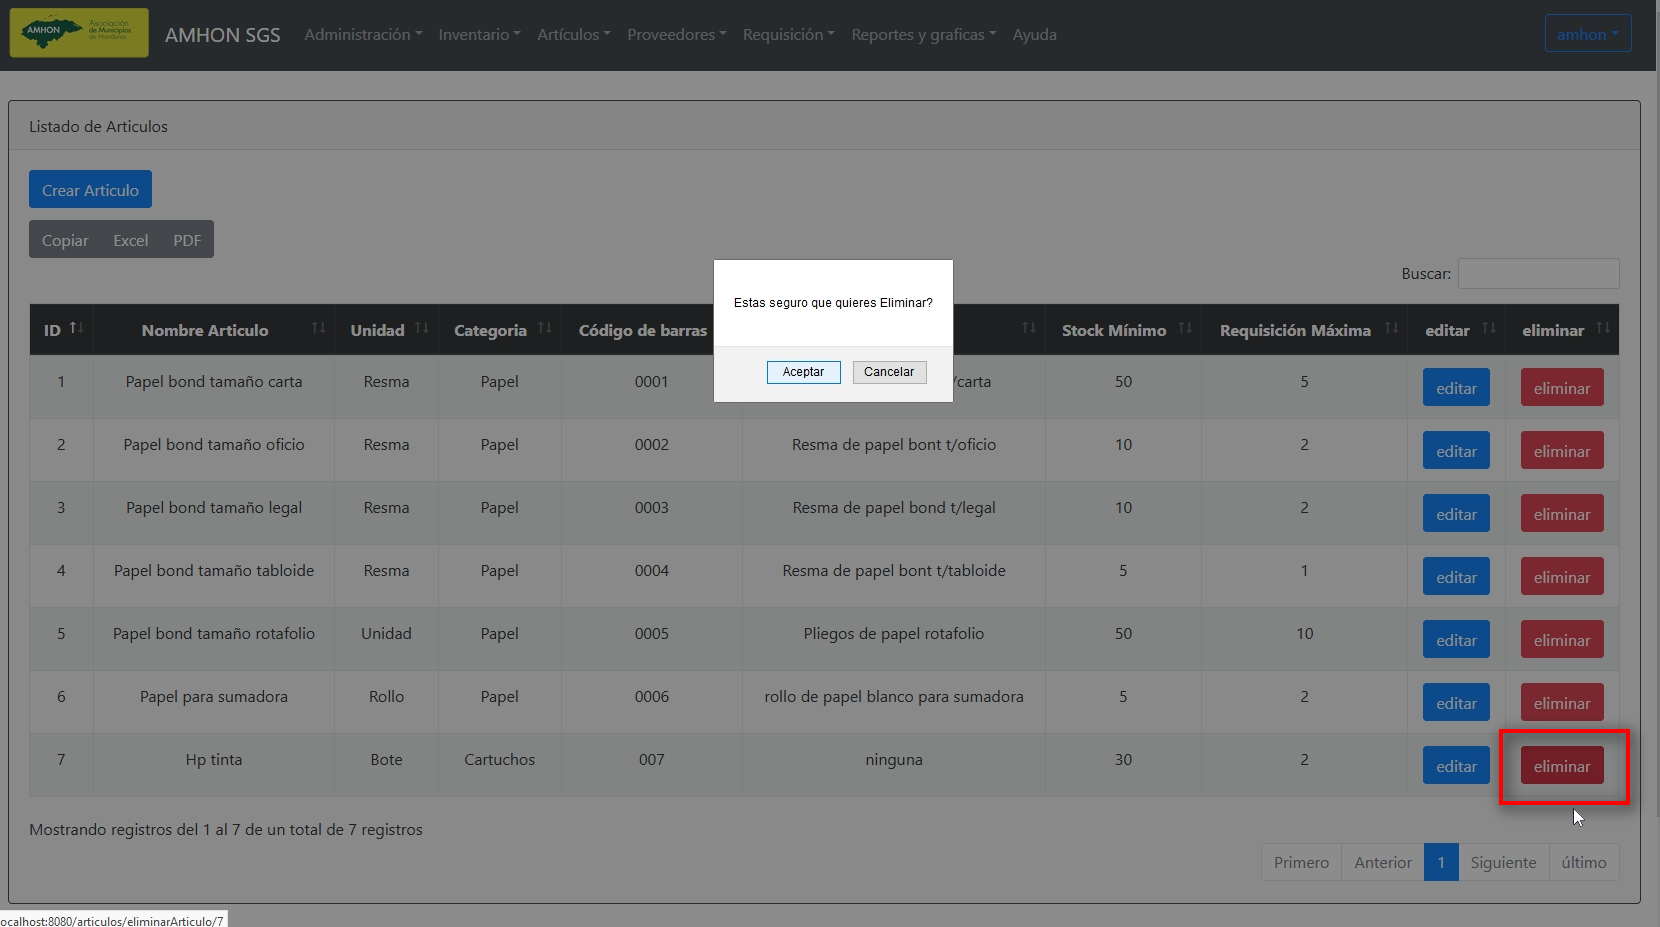 AMHON Asociación de Municipios de Honduras
AMHON SGS Administración Inventario Artículos Proveedores Requisición Reportes y graficas Ayuda amhon
Listado de Articulos
Crear Articulo
Copiar Excel PDF
Buscar:
Estas seguro que quieres Eliminar?
Aceptar Cancelar
ID Nombre Articulo Unidad Categoria Código de barras Stock Mínimo Requisición Máxima editar eliminar
1 Papel bond tamaño carta Resma Papel 0001 /carta 50 5 editar eliminar
2 Papel bond tamaño oficio Resma Papel 0002 Resma de papel bont t/oficio 10 2 editar eliminar
3 Papel bond tamaño legal Resma Papel 0003 Resma de papel bond t/legal 10 2 editar eliminar
4 Papel bond tamaño tabloide Resma Papel 0004 Resma de papel bont t/tabloide 5 1 editar eliminar
5 Papel bond tamaño rotafolio Unidad Papel 0005 Pliegos de papel rotafolio 50 10 editar eliminar
6 Papel para sumadora Rollo Papel 0006 rollo de papel blanco para sumadora 5 2 editar eliminar
7 Hp tinta Bote Cartuchos 007 ninguna 30 2 editar eliminar
Mostrando registros del 1 al 7 de un total de 7 registros
Primero Anterior 1 Siguiente último
ocalhost:8080/articulos/eliminarArticulo/7